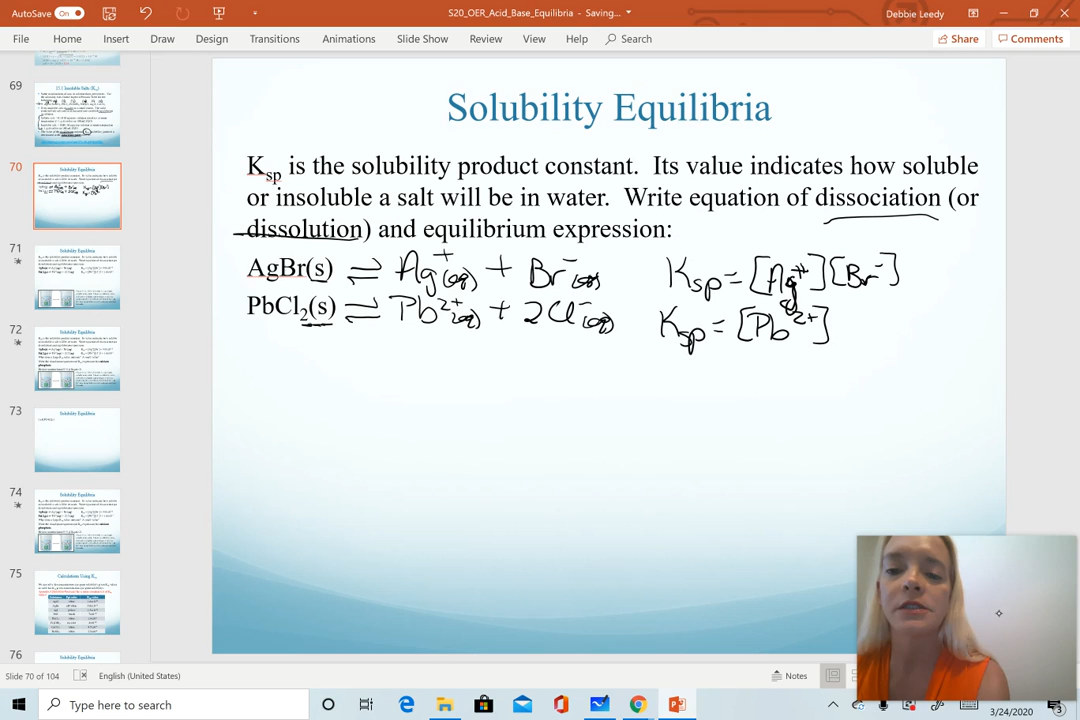 AutoSave On
S20_OER_Acid_Base_Equilibria - Saving...
Debbie Leedy
File Home Insert Draw Design Transitions Animations Slide Show Review View Help Search Share Comments
69
70
71
72
73
74
75
76
Solubility Equilibria
Ksp is the solubility product constant. Its value indicates how soluble
or insoluble a salt will be in water. Write equation of dissociation (or
dissolution) and equilibrium expression:
AgBr(s) ⇌ Ag⁺(aq) + Br⁻(aq) Ksp = [Ag⁺][Br⁻]
PbCl₂(s) ⇌ Pb²⁺(aq) + 2Cl⁻(aq) Ksp = [Pb²⁺]
Slide 70 of 104 English (United States) Notes
Type here to search
3/24/2020
3